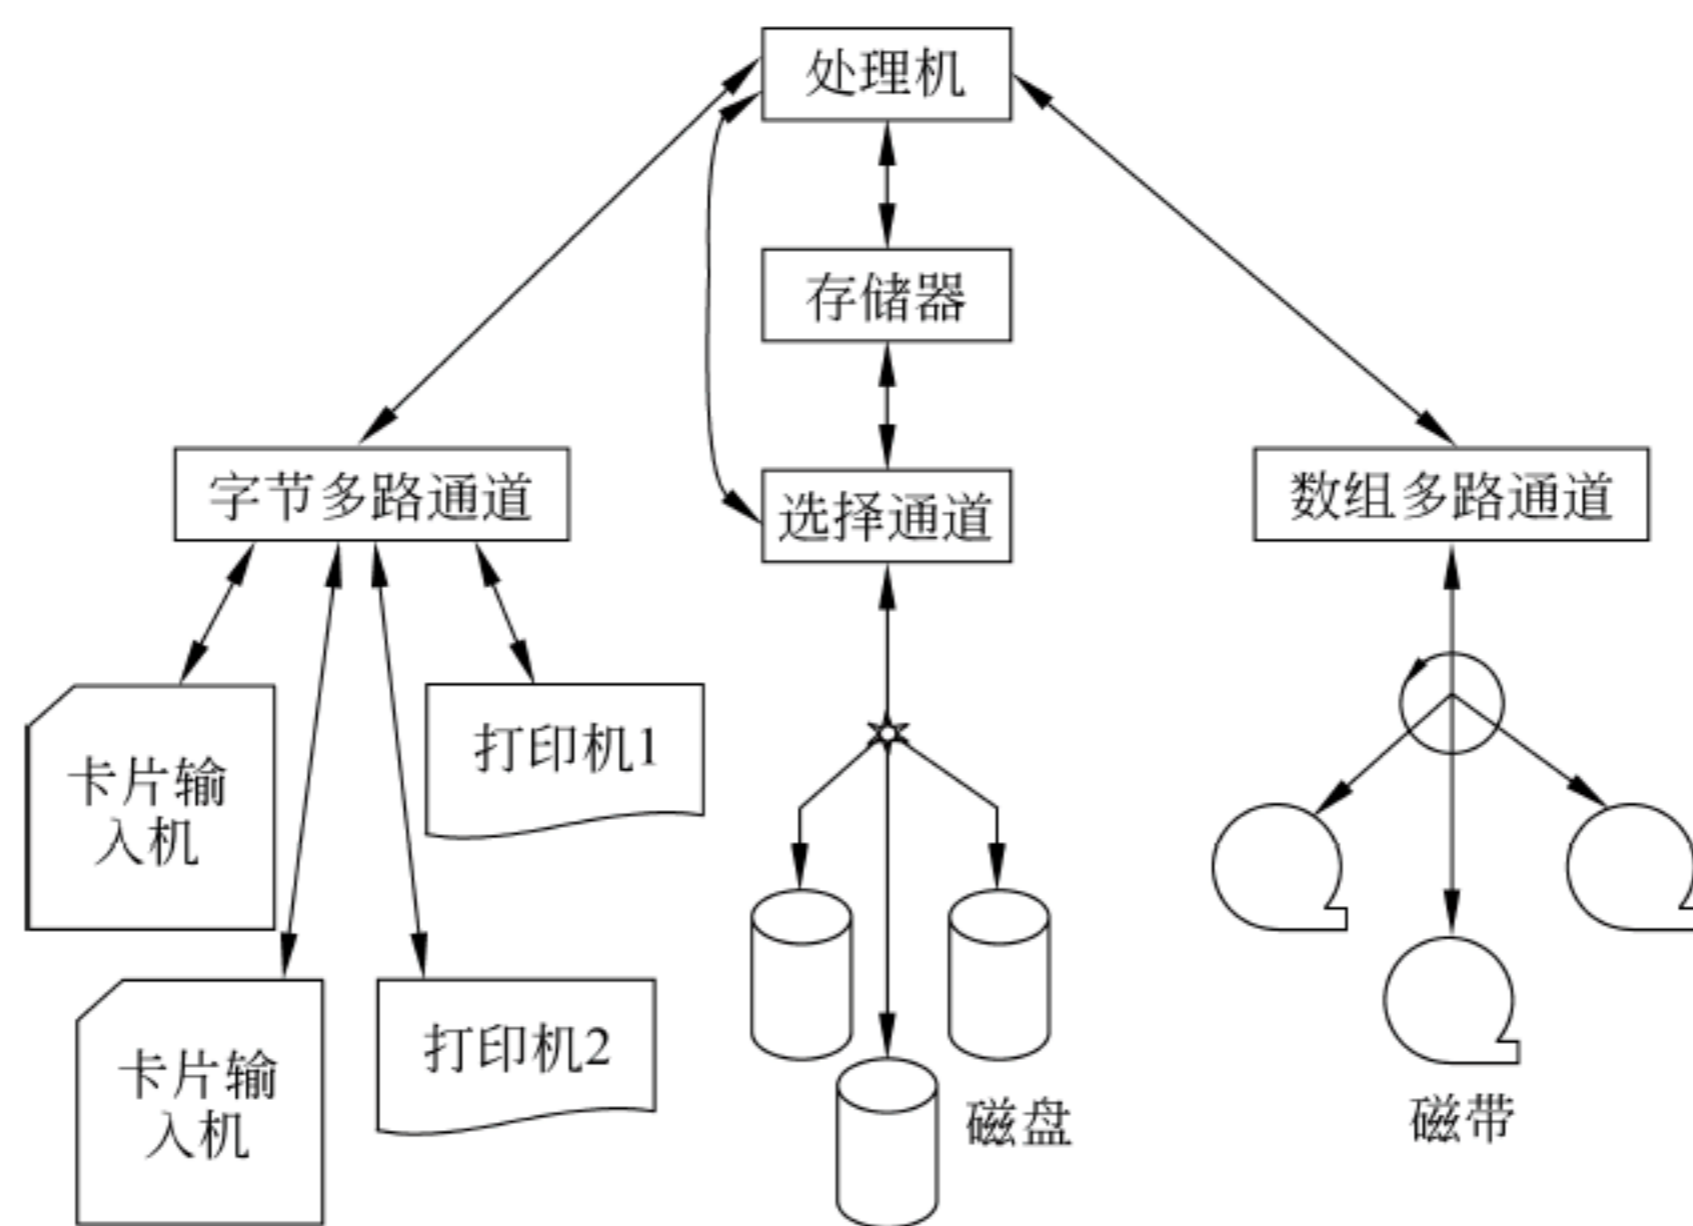 处理机
存储器
字节多路通道
选择通道
数组多路通道
卡片输
入机
打印机1
卡片输
入机
打印机2
磁盘
磁带